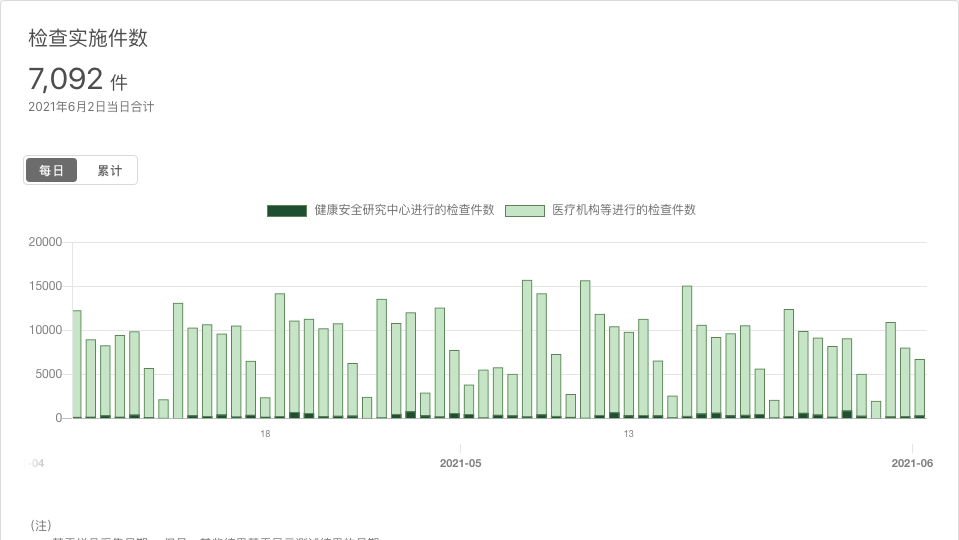 检查实施件数
7,092 件
2021年6月2日当日合计
每日 累计
健康安全研究中心进行的检查件数 医疗机构等进行的检查件数
20000
15000
10000
5000
0
18 13
-04 2021-05 2021-06
(注)